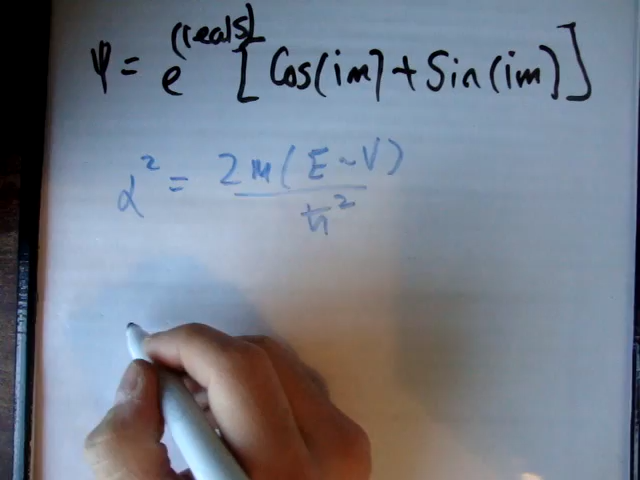 ψ = e^(reals) [Cos(im) + Sin(im)]
α² = 2m(E-V) / ħ²